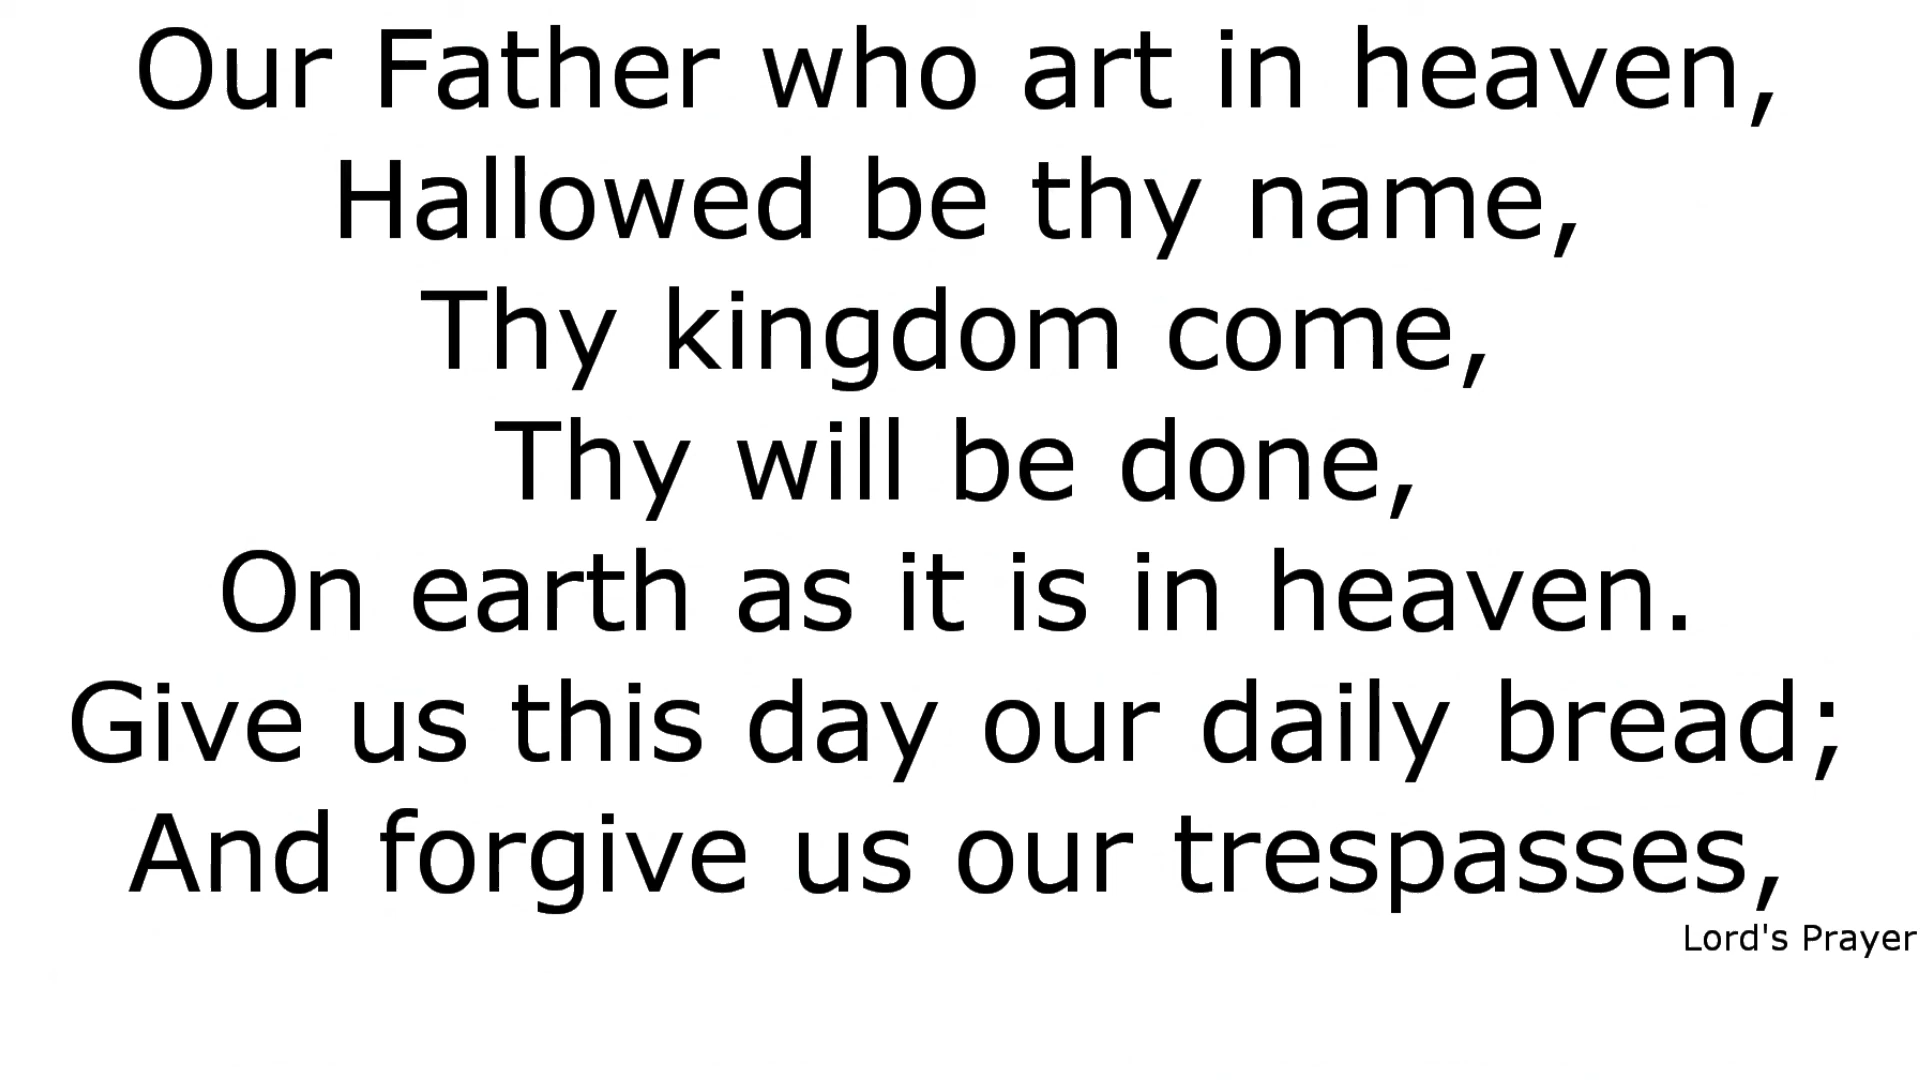 Our Father who art in heaven,
Hallowed be thy name,
Thy kingdom come,
Thy will be done,
On earth as it is in heaven.
Give us this day our daily bread;
And forgive us our trespasses,
Lord's Prayer